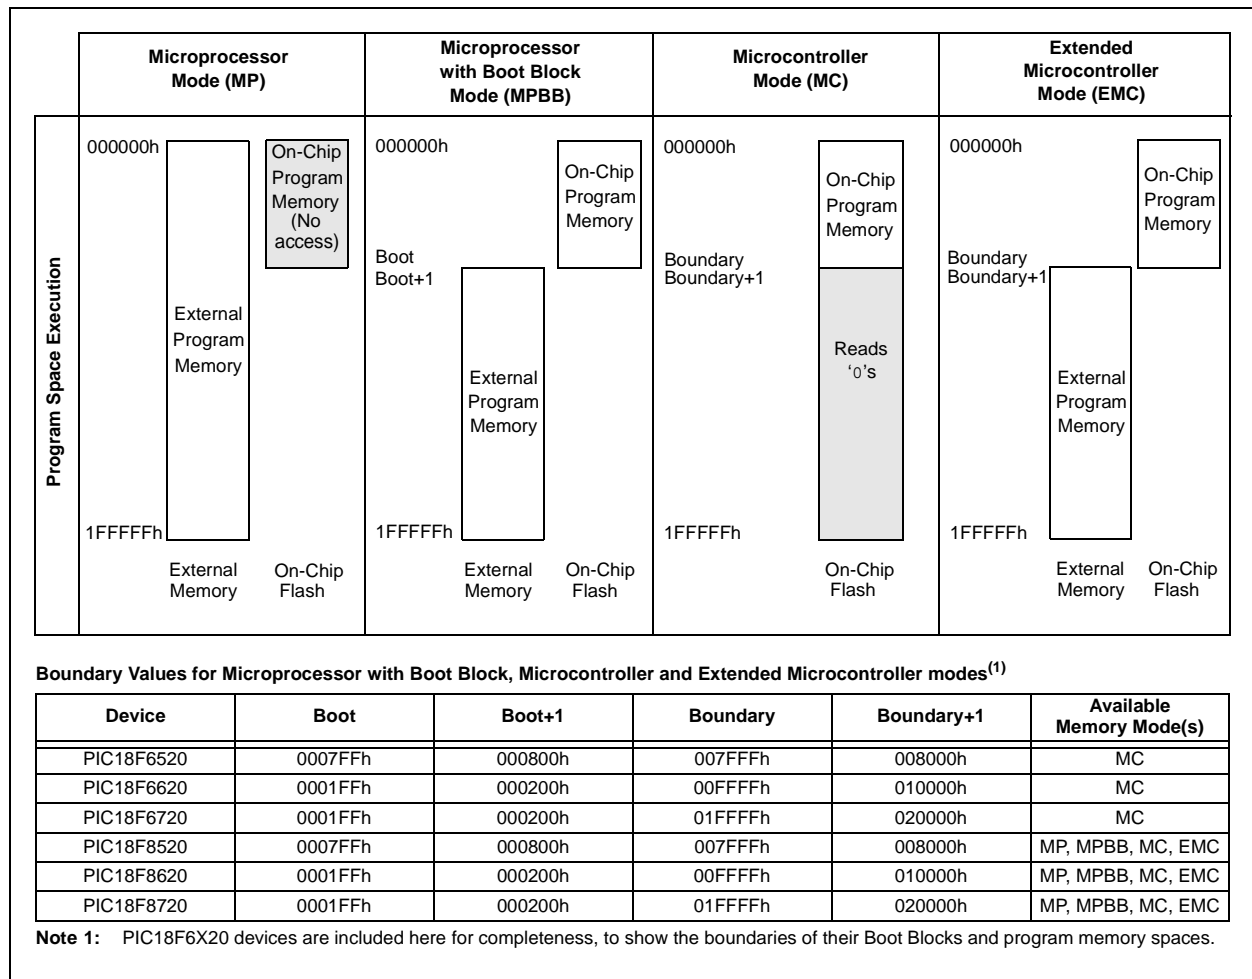 Microprocessor
Mode (MP)
Microprocessor
with Boot Block
Mode (MPBB)
Microcontroller
Mode (MC)
Extended
Microcontroller
Mode (EMC)
Program Space Execution
000000h
1FFFFFh
External
Program
Memory
On-Chip
Program
Memory
(No
access)
External
Memory
On-Chip
Flash
000000h
Boot
Boot+1
1FFFFFh
On-Chip
Program
Memory
External
Program
Memory
External
Memory
On-Chip
Flash
000000h
Boundary
Boundary+1
1FFFFFh
On-Chip
Program
Memory
Reads
‘0’s
On-Chip
Flash
000000h
Boundary
Boundary+1
1FFFFFh
On-Chip
Program
Memory
External
Program
Memory
External
Memory
On-Chip
Flash
Boundary Values for Microprocessor with Boot Block, Microcontroller and Extended Microcontroller modes(1)
Device Boot Boot+1 Boundary Boundary+1 Available Memory Mode(s)
PIC18F6520 0007FFh 000800h 007FFFh 008000h MC
PIC18F6620 0001FFh 000200h 00FFFFh 010000h MC
PIC18F6720 0001FFh 000200h 01FFFFh 020000h MC
PIC18F8520 0007FFh 000800h 007FFFh 008000h MP, MPBB, MC, EMC
PIC18F8620 0001FFh 000200h 00FFFFh 010000h MP, MPBB, MC, EMC
PIC18F8720 0001FFh 000200h 01FFFFh 020000h MP, MPBB, MC, EMC
Note 1: PIC18F6X20 devices are included here for completeness, to show the boundaries of their Boot Blocks and program memory spaces.